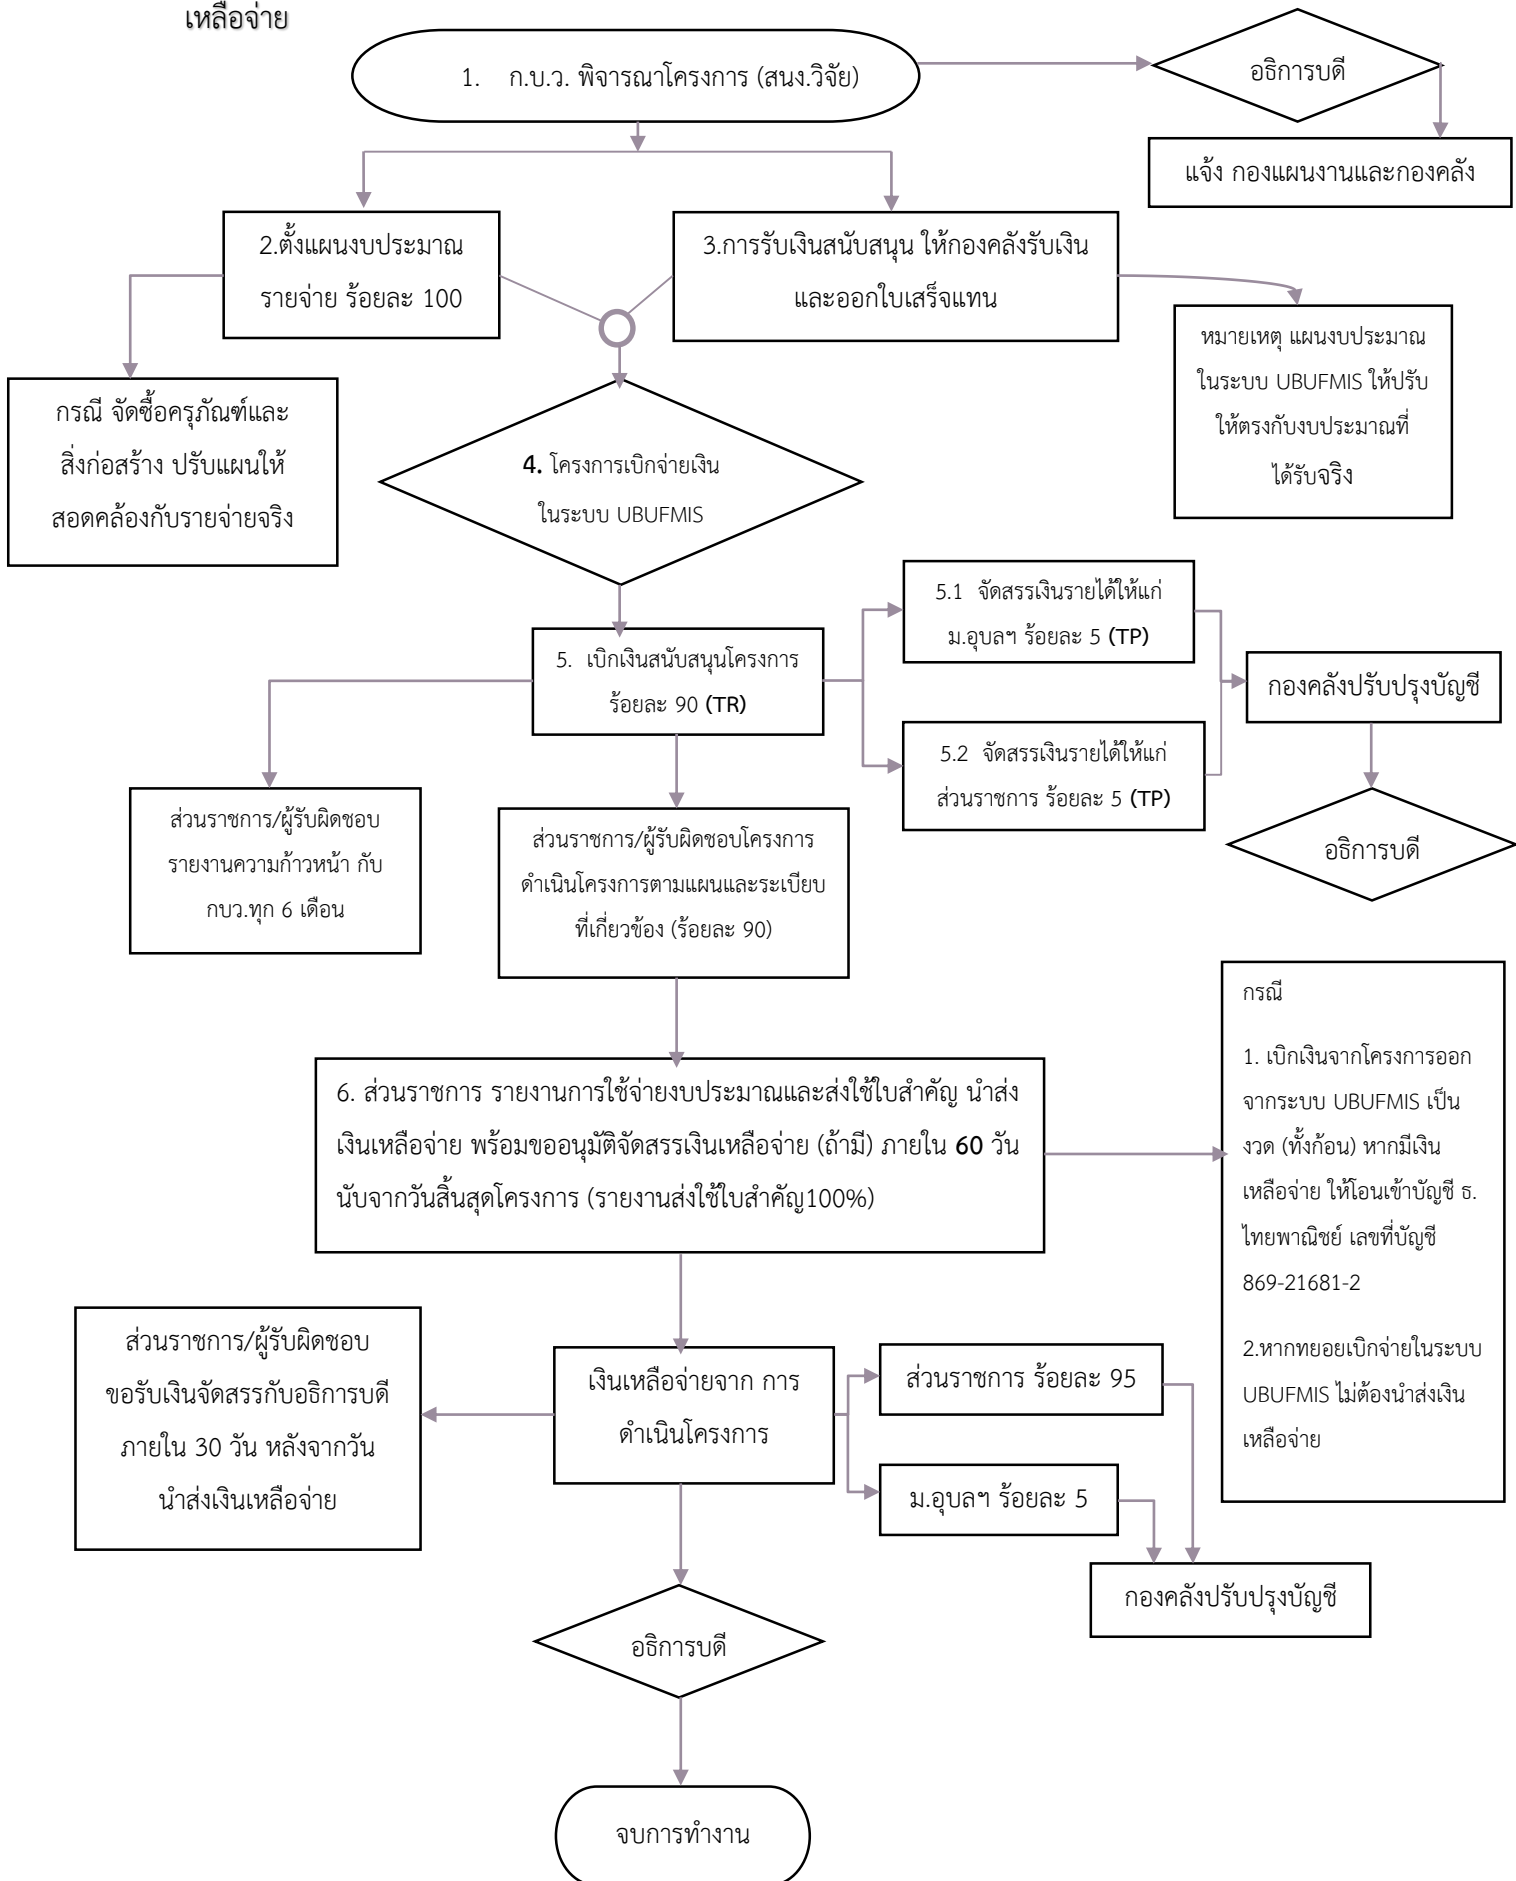 เหลือจ่าย
1. ก.บ.ว. พิจารณาโครงการ (สนง.วิจัย)
อธิการบดี
แจ้ง กองแผนงานและกองคลัง
2.ตั้งแผนงบประมาณ
รายจ่าย ร้อยละ 100
3.การรับเงินสนับสนุน ให้กองคลังรับเงิน
และออกใบเสร็จแทน
หมายเหตุ แผนงบประมาณ
ในระบบ UBUFMIS ให้ปรับ
ให้ตรงกับงบประมาณที่
ได้รับจริง
กรณี จัดซื้อครุภัณฑ์และ
สิ่งก่อสร้าง ปรับแผนให้
สอดคล้องกับรายจ่ายจริง
4. โครงการเบิกจ่ายเงิน
ในระบบ UBUFMIS
5. เบิกเงินสนับสนุนโครงการ
ร้อยละ 90 (TR)
5.1 จัดสรรเงินรายได้ให้แก่
ม.อุบลฯ ร้อยละ 5 (TP)
5.2 จัดสรรเงินรายได้ให้แก่
ส่วนราชการ ร้อยละ 5 (TP)
กองคลังปรับปรุงบัญชี
อธิการบดี
ส่วนราชการ/ผู้รับผิดชอบ
รายงานความก้าวหน้า กับ
กบว.ทุก 6 เดือน
ส่วนราชการ/ผู้รับผิดชอบโครงการ
ดำเนินโครงการตามแผนและระเบียบ
ที่เกี่ยวข้อง (ร้อยละ 90)
6. ส่วนราชการ รายงานการใช้จ่ายงบประมาณและส่งใช้ใบสำคัญ นำส่ง
เงินเหลือจ่าย พร้อมขออนุมัติจัดสรรเงินเหลือจ่าย (ถ้ามี) ภายใน 60 วัน
นับจากวันสิ้นสุดโครงการ (รายงานส่งใช้ใบสำคัญ100%)
กรณี
1. เบิกเงินจากโครงการออก
จากระบบ UBUFMIS เป็น
งวด (ทั้งก้อน) หากมีเงิน
เหลือจ่าย ให้โอนเข้าบัญชี ธ.
ไทยพาณิชย์ เลขที่บัญชี
869-21681-2
2.หากทยอยเบิกจ่ายในระบบ
UBUFMIS ไม่ต้องนำส่งเงิน
เหลือจ่าย
ส่วนราชการ/ผู้รับผิดชอบ
ขอรับเงินจัดสรรกับอธิการบดี
ภายใน 30 วัน หลังจากวัน
นำส่งเงินเหลือจ่าย
เงินเหลือจ่ายจาก การ
ดำเนินโครงการ
ส่วนราชการ ร้อยละ 95
ม.อุบลฯ ร้อยละ 5
กองคลังปรับปรุงบัญชี
อธิการบดี
จบการทำงาน